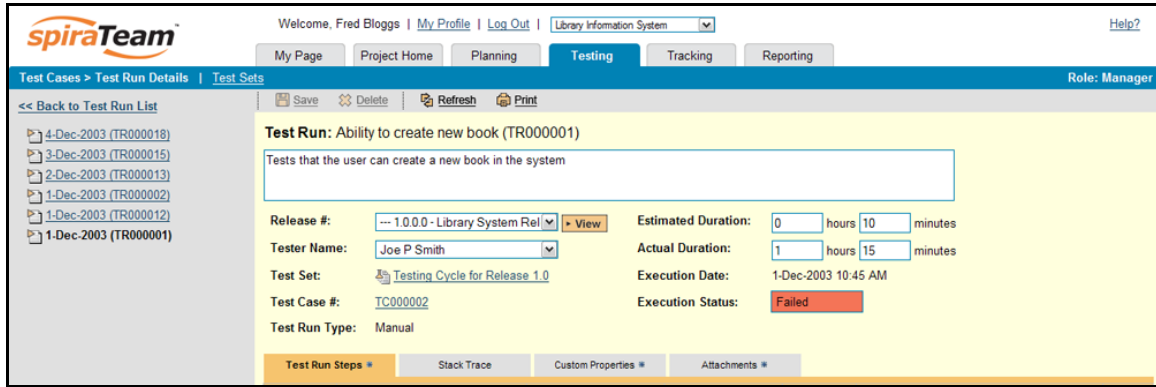 spiraTeam
Welcome, Fred Bloggs | My Profile | Log Out | Library Information System
Help?
My Page
Project Home
Planning
Testing
Tracking
Reporting
Test Cases > Test Run Details | Test Sets
Role: Manager
<< Back to Test Run List
Save
Delete
Refresh
Print
4-Dec-2003 (TR000018)
3-Dec-2003 (TR000015)
2-Dec-2003 (TR000013)
1-Dec-2003 (TR000002)
1-Dec-2003 (TR000012)
1-Dec-2003 (TR000001)
Test Run: Ability to create new book (TR000001)
Tests that the user can create a new book in the system
Release #: --- 1.0.0.0 - Library System Rel View
Estimated Duration: 0 hours 10 minutes
Tester Name: Joe P Smith
Actual Duration: 1 hours 15 minutes
Test Set: Testing Cycle for Release 1.0
Execution Date: 1-Dec-2003 10:45 AM
Test Case #: TC000002
Execution Status: Failed
Test Run Type: Manual
Test Run Steps
Stack Trace
Custom Properties
Attachments